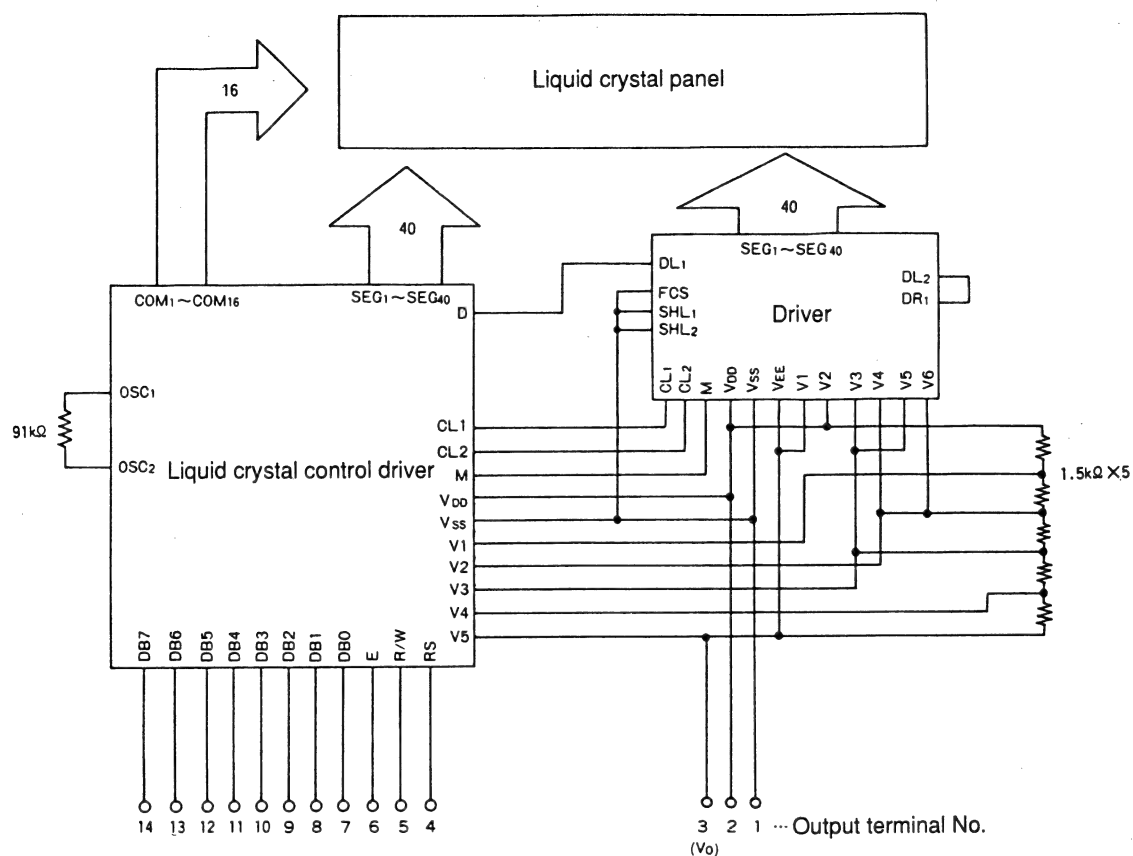 Liquid crystal panel
16
40
40
COM1~COM16
SEG1~SEG40
D
OSC1
91kΩ
OSC2
Liquid crystal control driver
CL1
CL2
M
VDD
VSS
V1
V2
V3
V4
V5
SEG1~SEG40
DL1
FCS
SHL1
SHL2
Driver
DL2
DR1
CL1
CL2
M
VDD
VSS
VEE
V1
V2
V3
V4
V5
V6
1.5kΩ×5
DB7
DB6
DB5
DB4
DB3
DB2
DB1
DB0
E
R/W
RS
14 13 12 11 10 9 8 7 6 5 4
3 2 1 ··· Output terminal No.
(Vo)